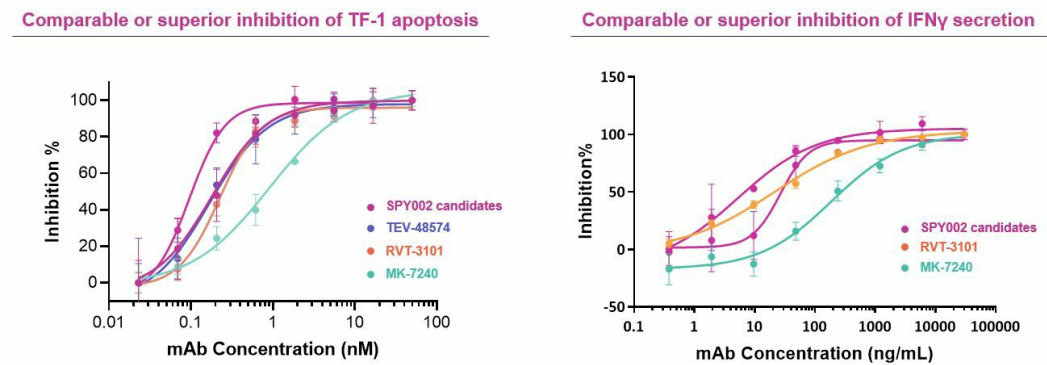 Comparable or superior inhibition of TF-1 apoptosis
Inhibition %
100
80
60
40
20
0
0.01
0.1
1
10
100
mAb Concentration (nM)
SPY002 candidates
TEV-48574
RVT-3101
MK-7240
Comparable or superior inhibition of IFNγ secretion
Inhibition%
150
100
50
0
-50
0.1
1
10
100
1000
10000
100000
mAb Concentration (ng/mL)
SPY002 candidates
RVT-3101
MK-7240